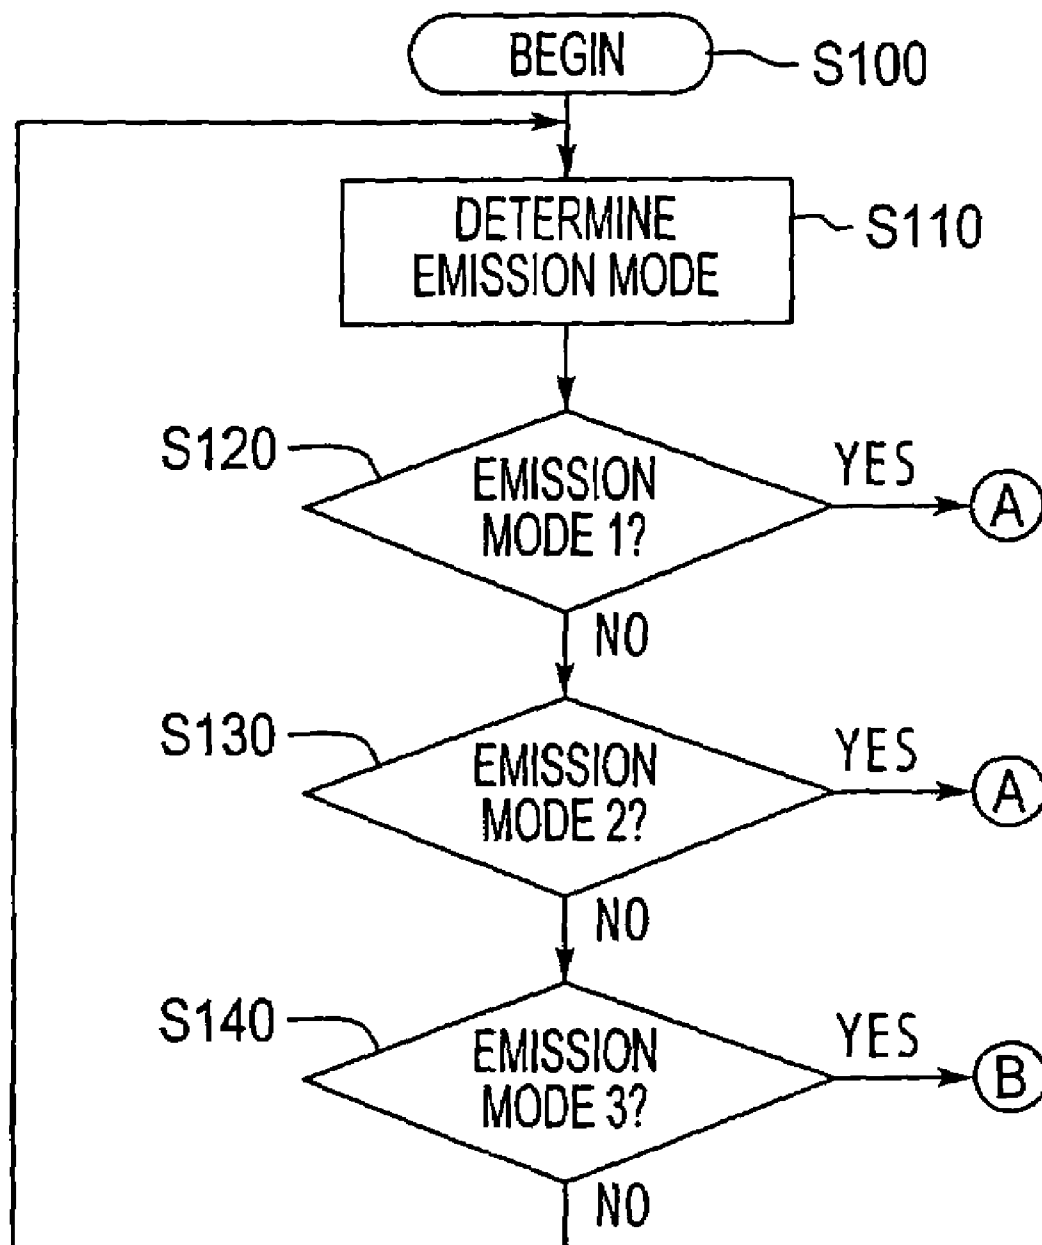 BEGIN
S100
DETERMINE
EMISSION MODE
S110
S120
EMISSION
MODE 1?
YES
A
NO
S130
EMISSION
MODE 2?
YES
A
NO
S140
EMISSION
MODE 3?
YES
B
NO